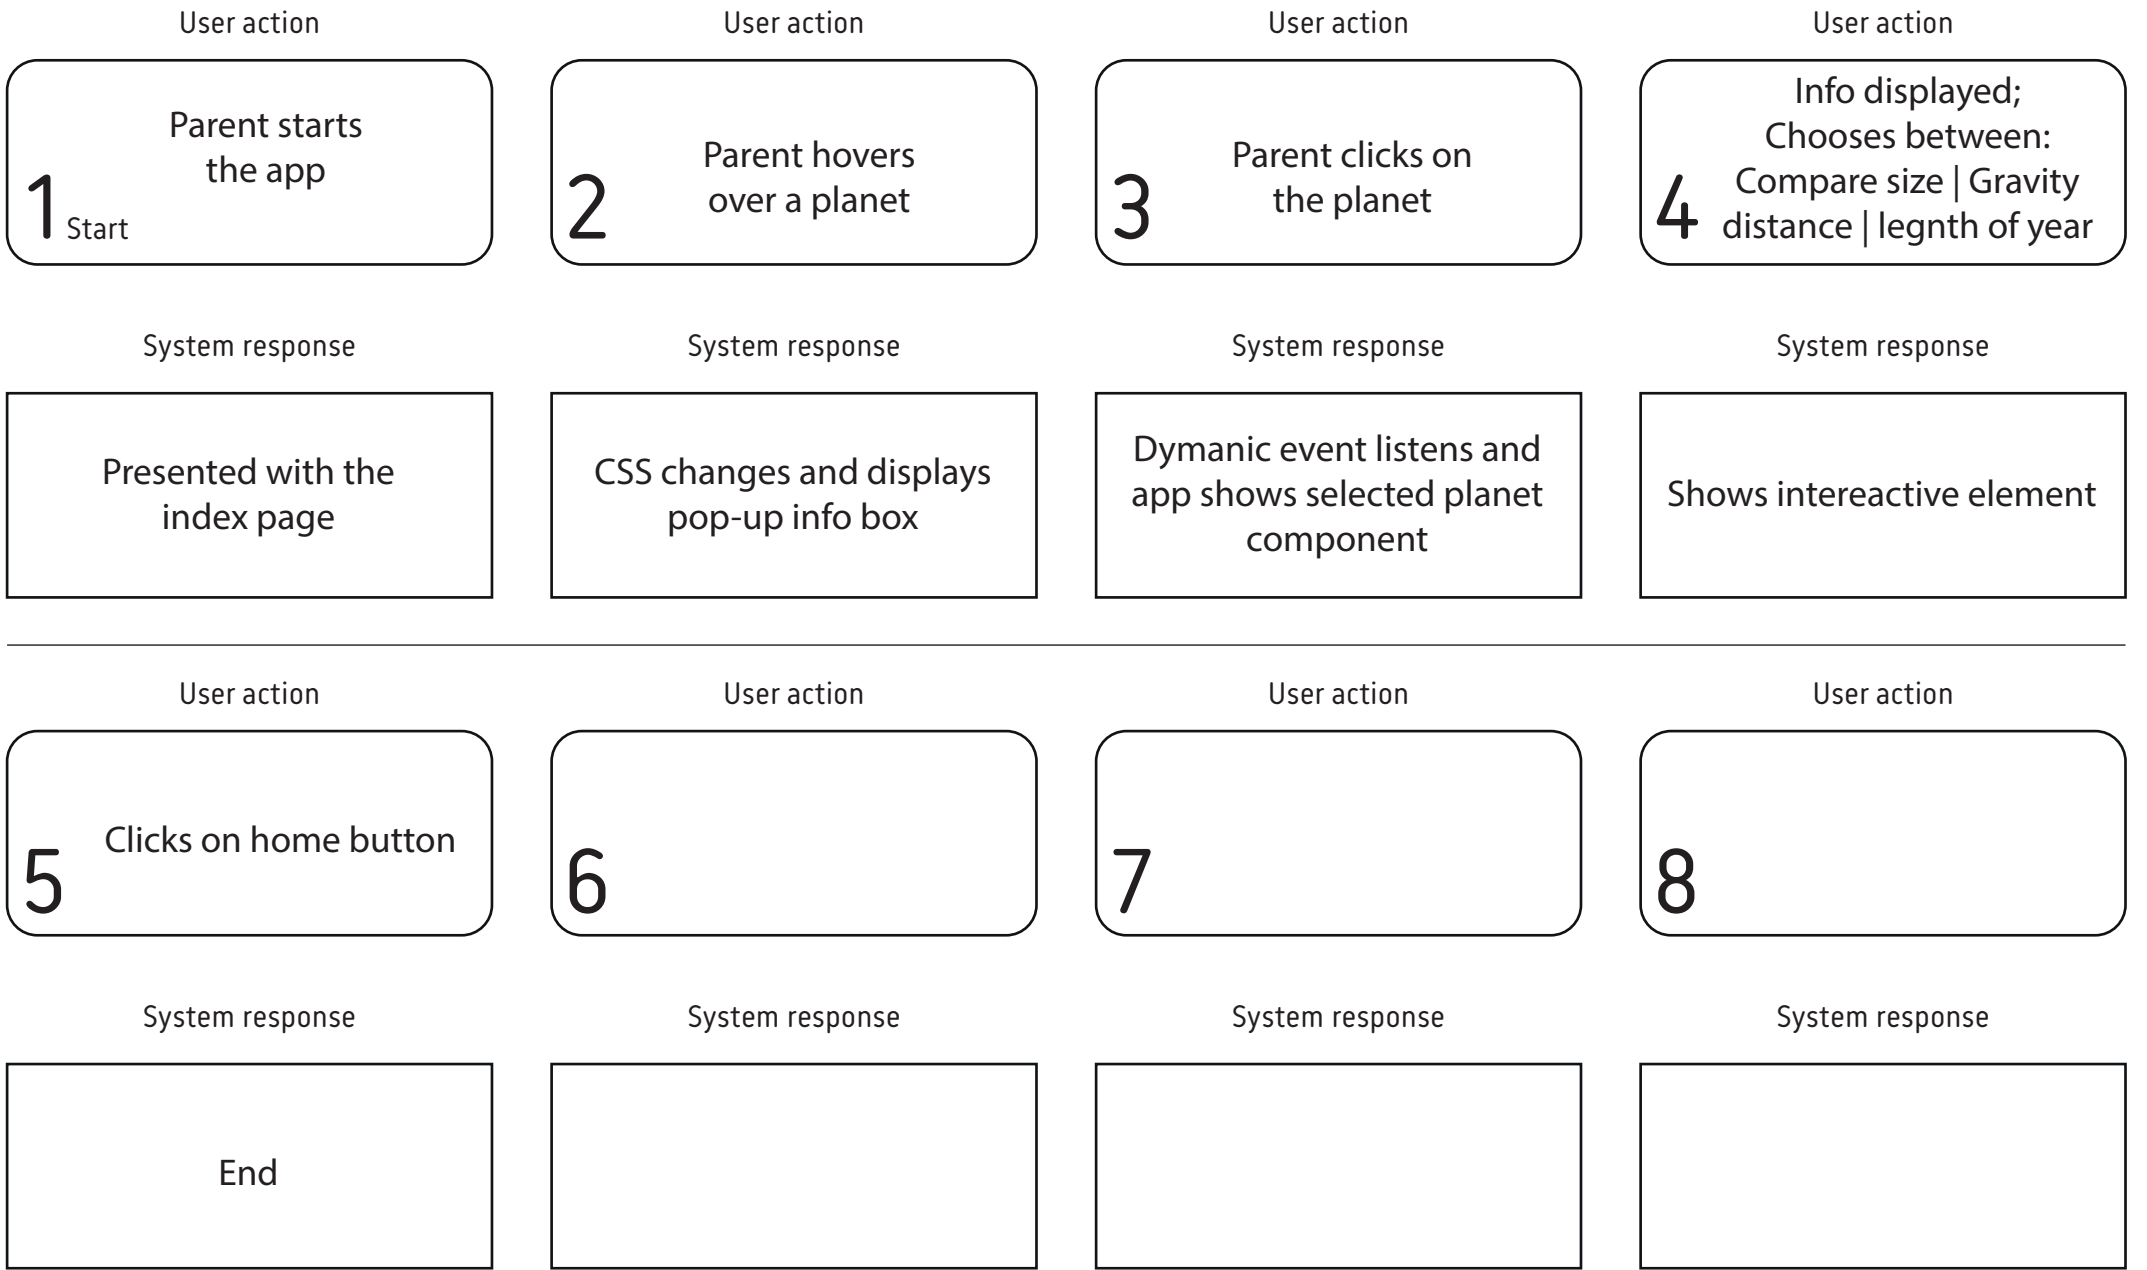 User action
User action
User action
User action
Parent starts
the app
1 Start
Parent hovers
over a planet
2
Parent clicks on
the planet
3
Info displayed;
Chooses between:
Compare size | Gravity
distance | legnth of year
4
System response
System response
System response
System response
Presented with the
index page
CSS changes and displays
pop-up info box
Dymanic event listens and
app shows selected planet
component
Shows intereactive element
User action
User action
User action
User action
5 Clicks on home button
6
7
8
System response
System response
System response
System response
End